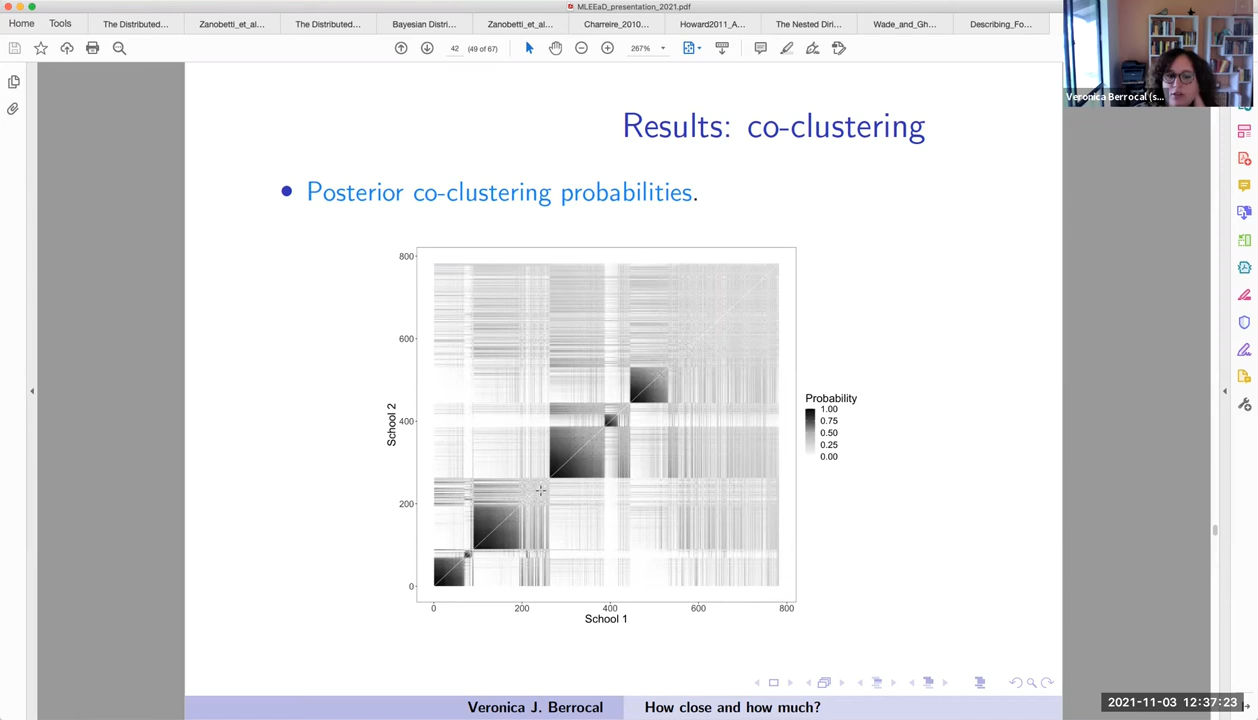 MLEEaD_presentation_2021.pdf
Home
Tools
The Distributed...
Zanobetti_et_al...
The Distributed...
Bayesian Distri...
Zanobetti_et_al...
Charreire_2010...
Howard2011_A...
The Nested Diri...
Wade_and_Gh...
Describing_Fo...
42 (49 of 67)
267%
Veronica Berrocal (s...
Results: co-clustering
Posterior co-clustering probabilities.
800
600
400
200
0
School 2
0 200 400 600 800
School 1
Probability
1.00
0.75
0.50
0.25
0.00
Veronica J. Berrocal
How close and how much?
2021-11-03 12:37:23